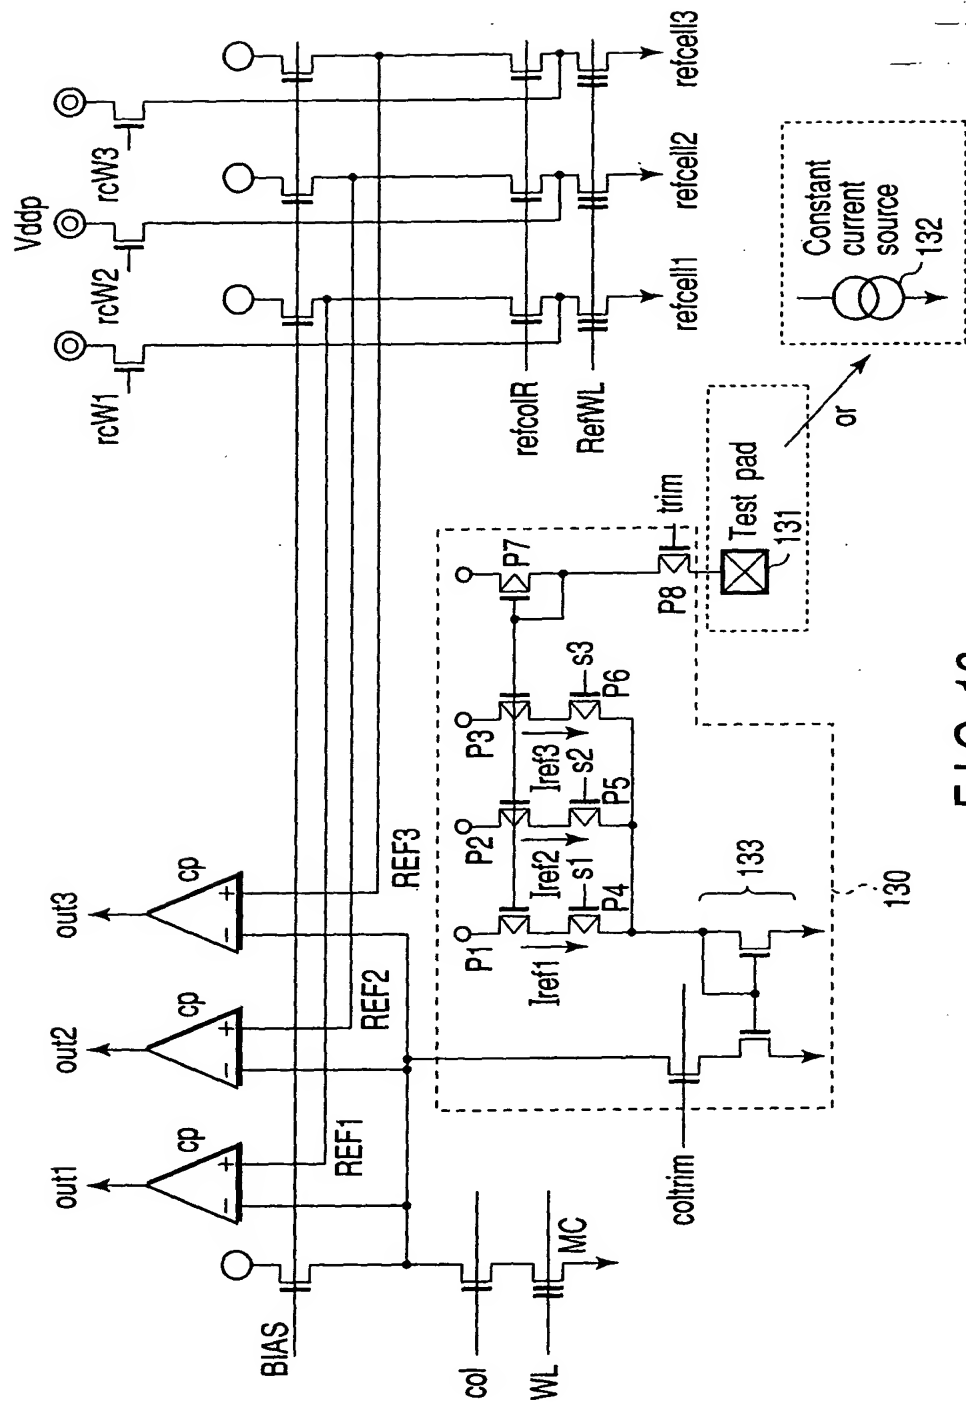 Vddp
rcW1
rcW2
rcW3
out1
out2
out3
cp
cp
cp
− +
− +
− +
REF1
REF2
REF3
BIAS
col
WL
MC
refcolR
RefWL
refcell1
refcell2
refcell3
P1
P2
P3
P7
Iref1
Iref2
Iref3
s1
s2
s3
P4
P5
P6
P8
trim
coltrim
133
130
Test pad
131
or
Constant
current
source
132